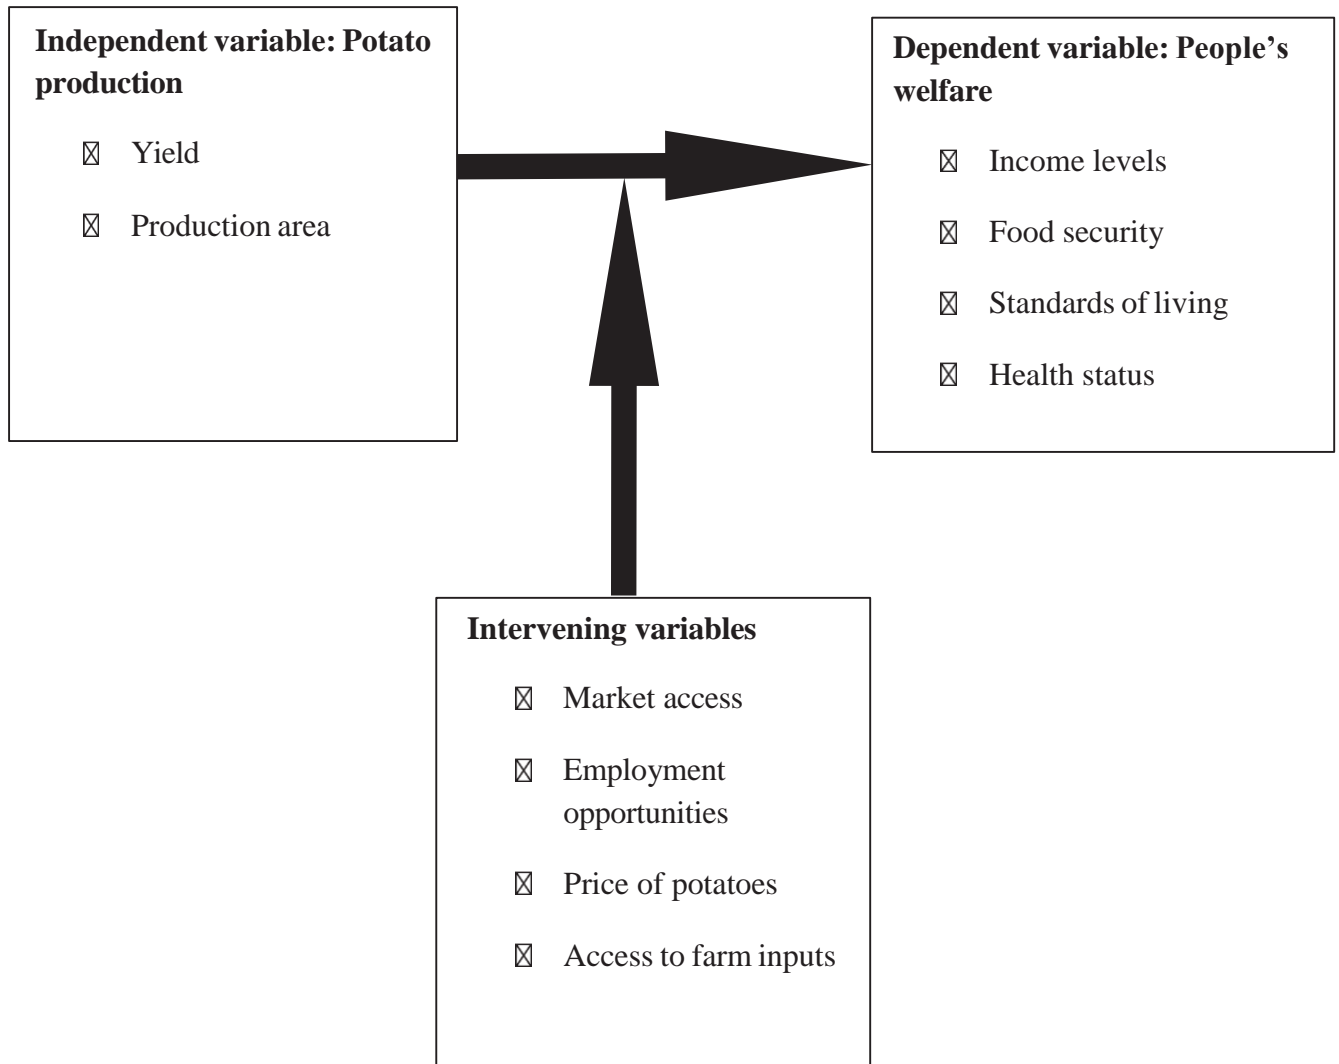 Independent variable: Potato
production
☒ Yield
☒ Production area
Dependent variable: People’s
welfare
☒ Income levels
☒ Food security
☒ Standards of living
☒ Health status
Intervening variables
☒ Market access
☒ Employment
opportunities
☒ Price of potatoes
☒ Access to farm inputs